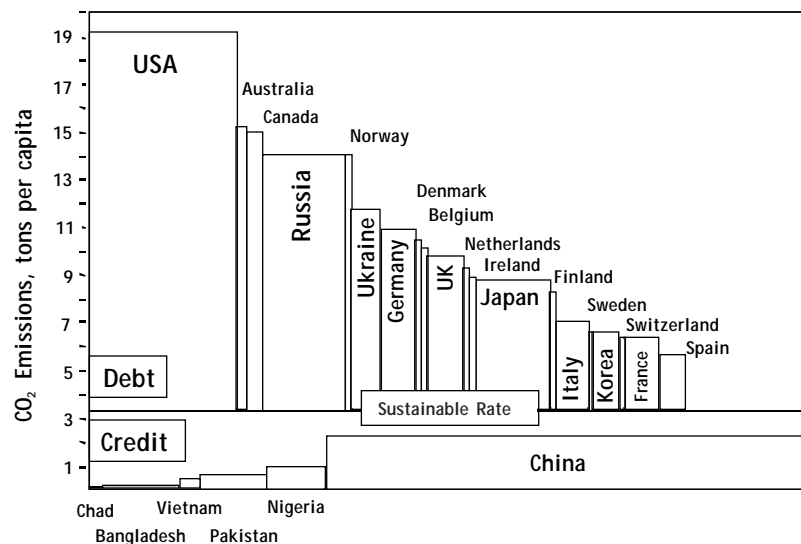 CO₂ Emissions, tons per capita
19
17
15
13
11
9
7
5
3
1
USA
Australia
Canada
Russia
Norway
Ukraine
Germany
Denmark
Belgium
UK
Netherlands
Ireland
Japan
Finland
Italy
Sweden
Korea
Switzerland
France
Spain
Debt
Sustainable Rate
Credit
China
Chad
Bangladesh
Vietnam
Pakistan
Nigeria